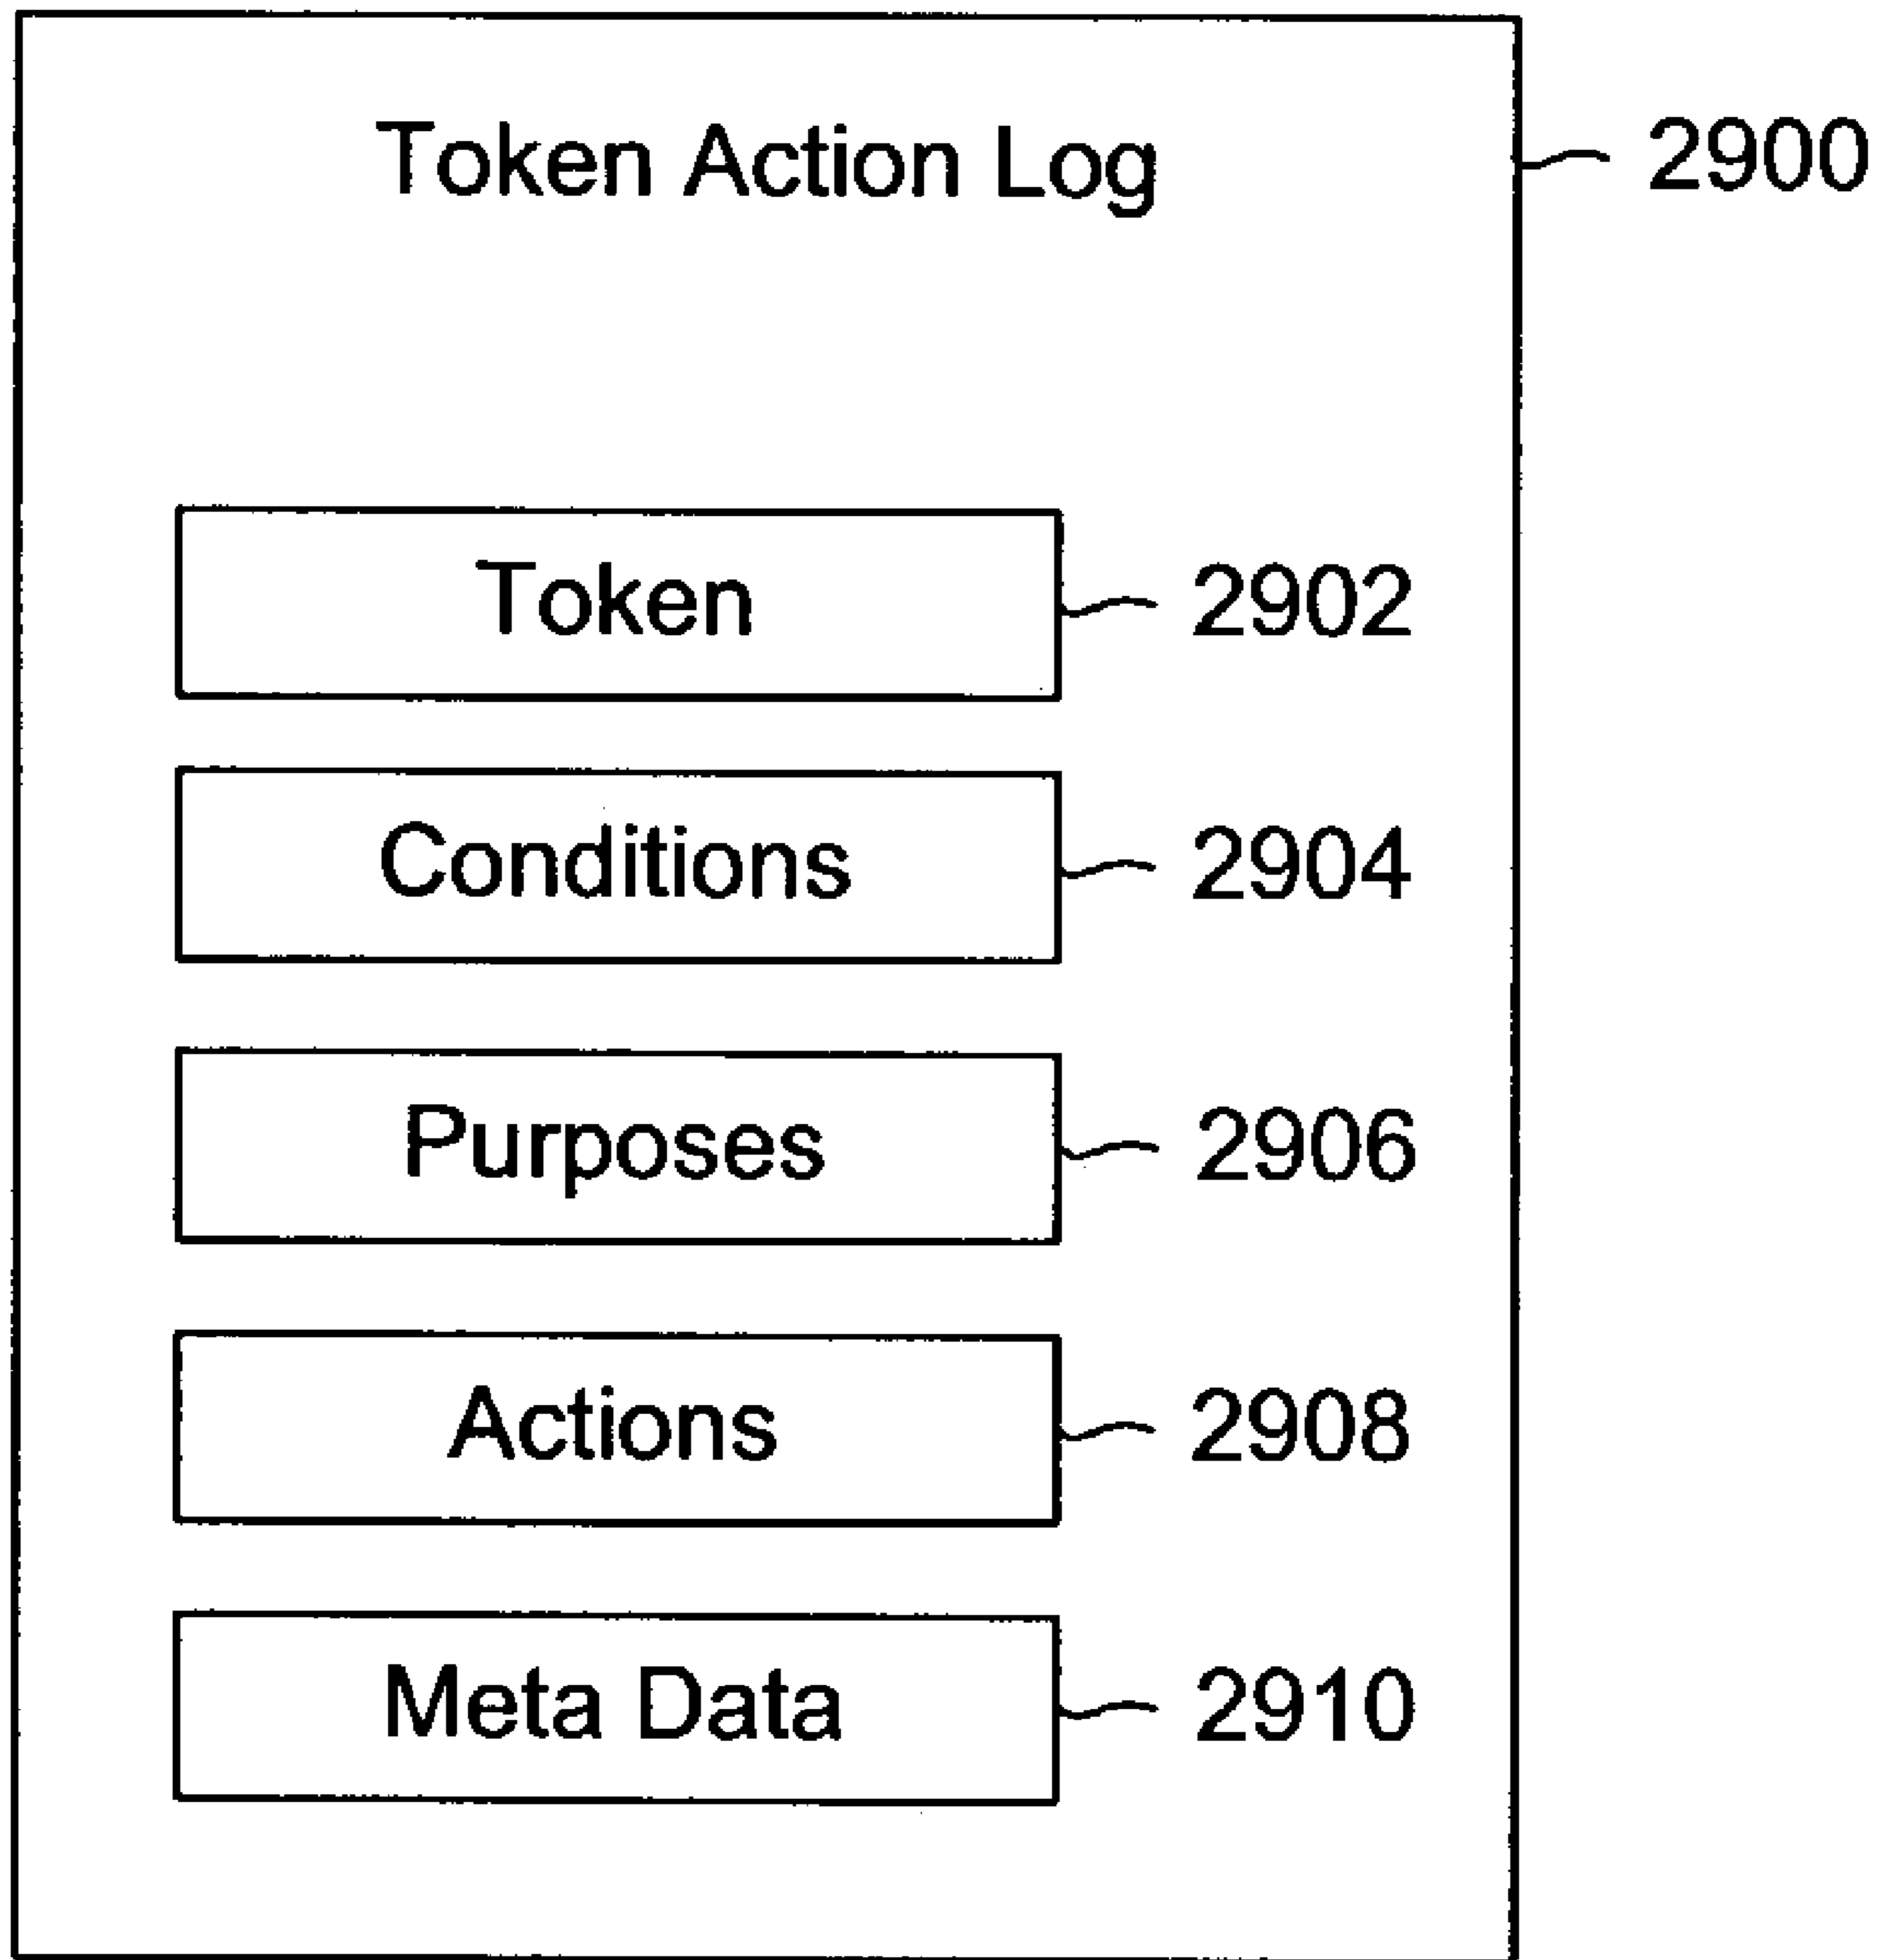 Token Action Log 2900
Token 2902
Conditions 2904
Purposes 2906
Actions 2908
Meta Data 2910